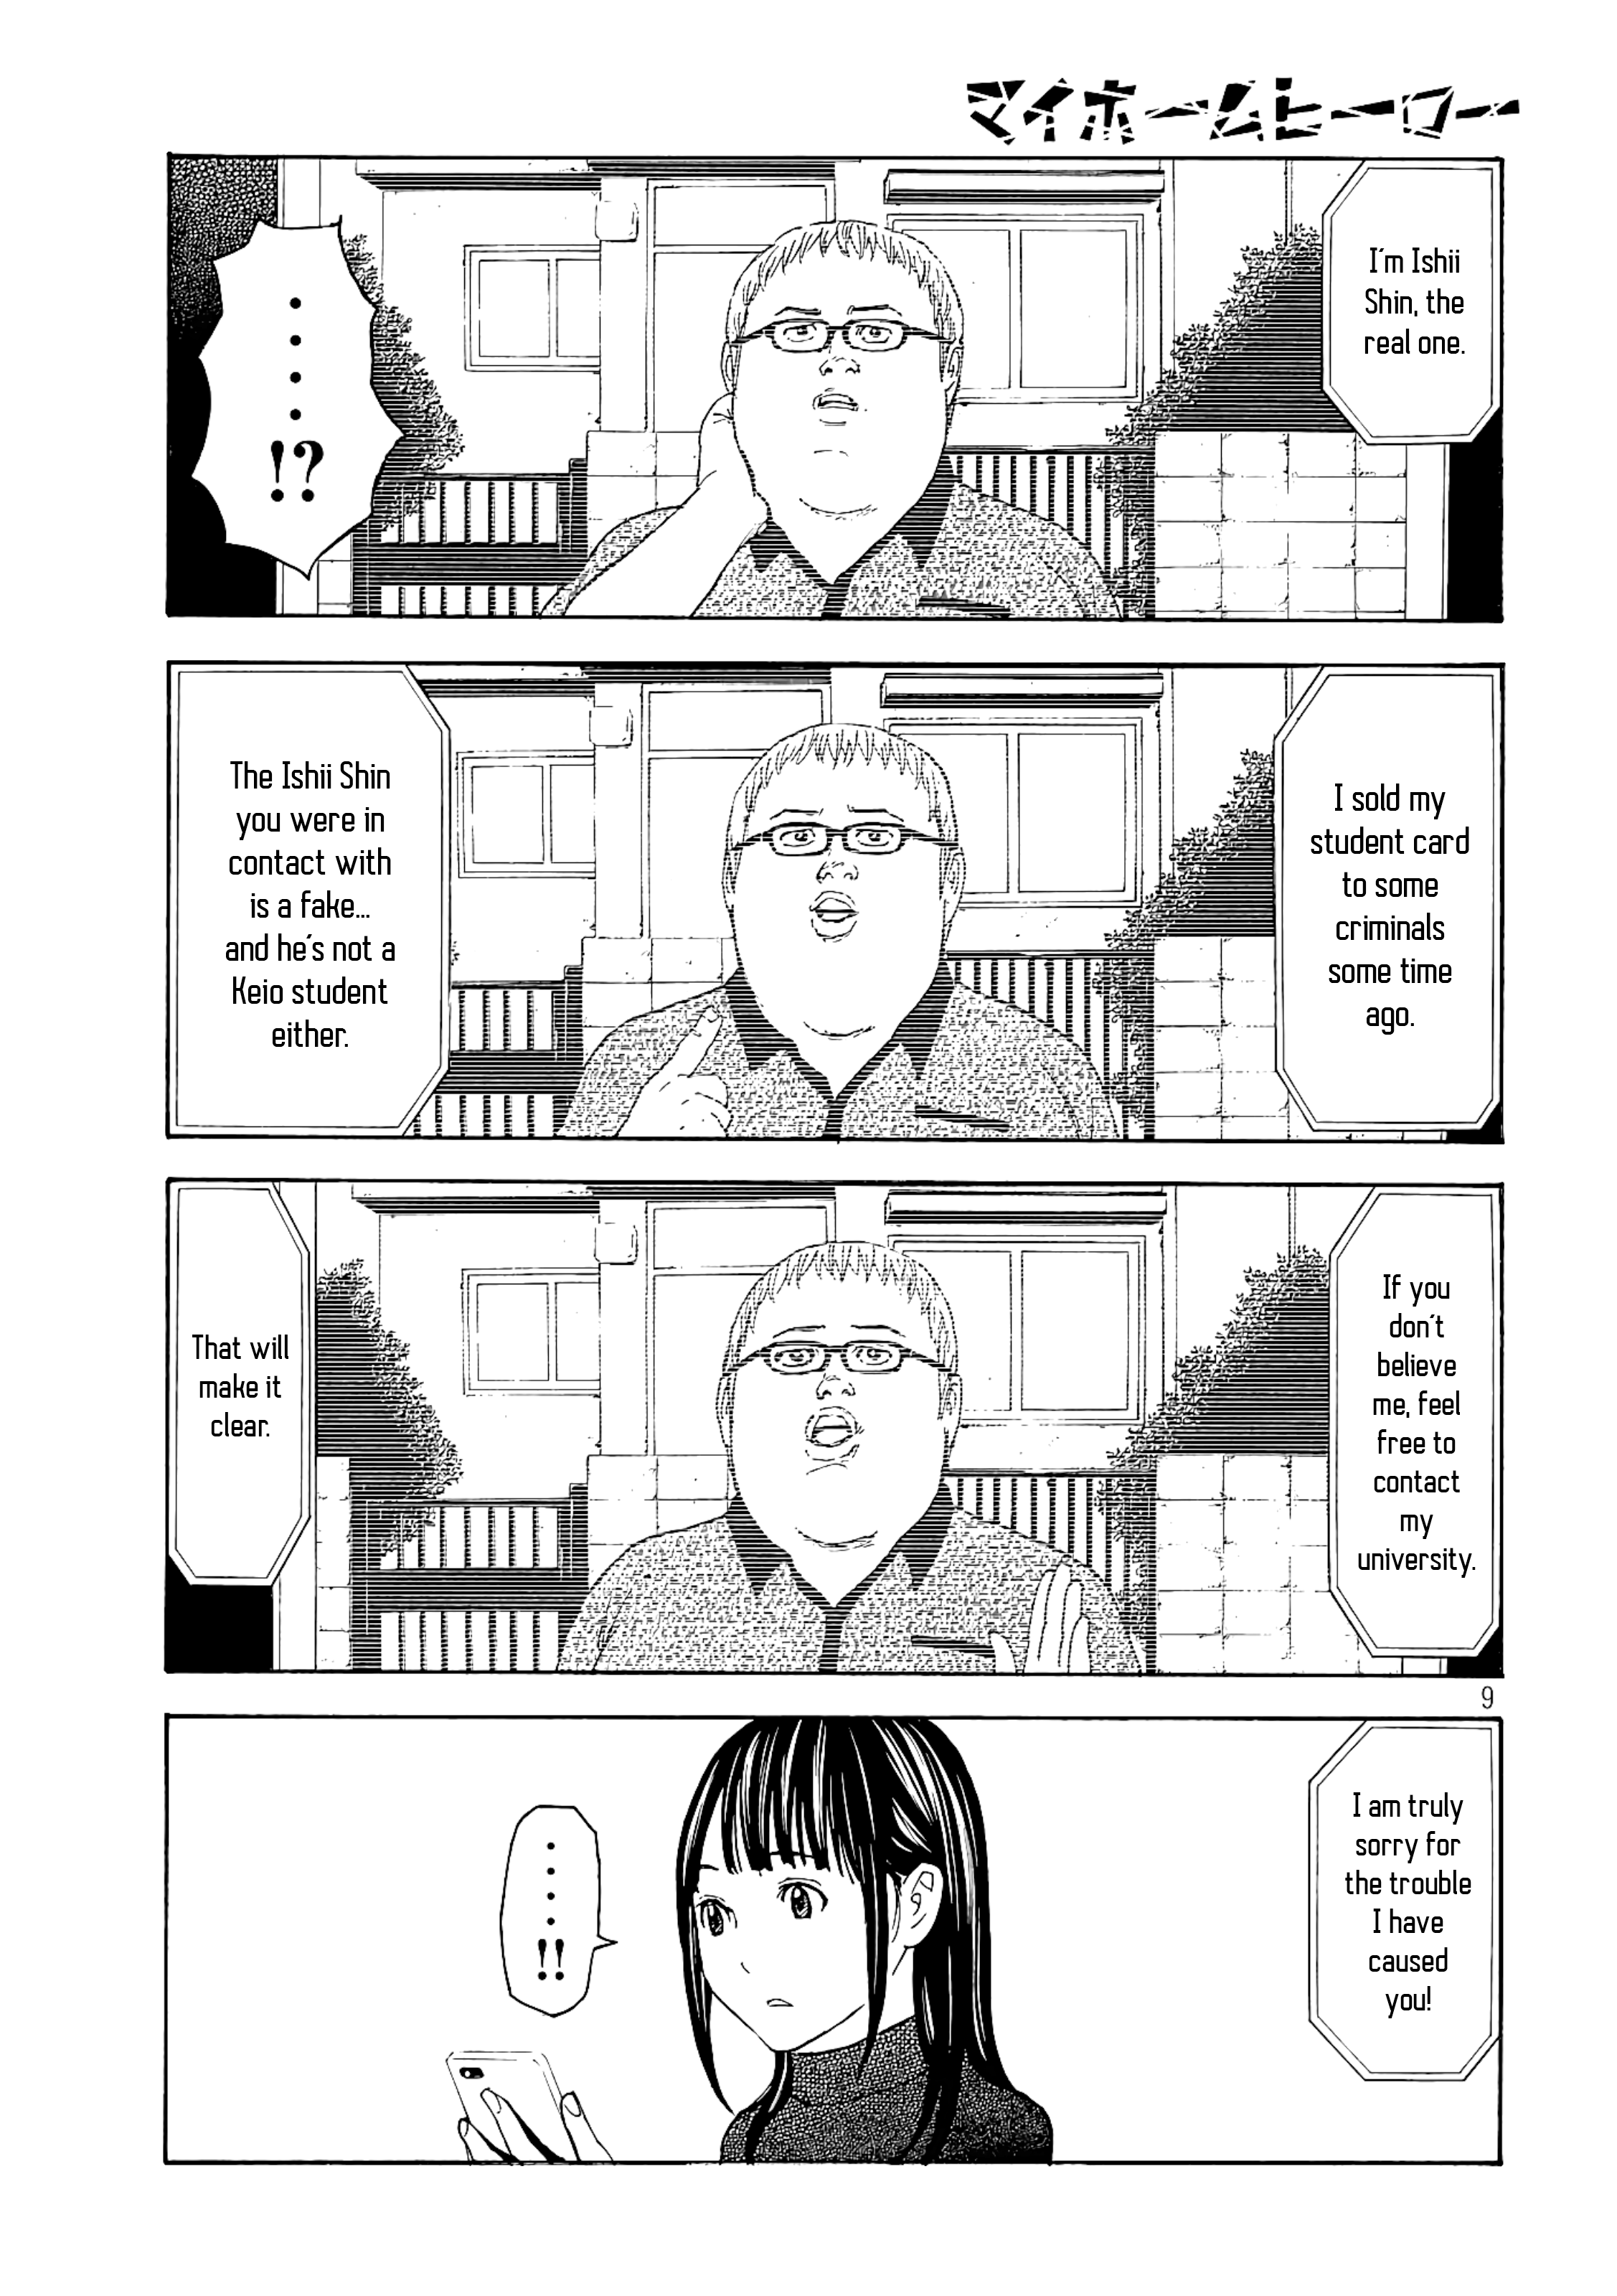 マイホームヒーロー
I'm Ishii
Shin, the
real one.
....
!?
I sold my
student card
to some
criminals
some time
ago.
The Ishii Shin
you were in
contact with
is a fake...
and he's not a
Keio student
either.
If you
don't
believe
me, feel
free to
contact
my
university.
That will
make it
clear.
9
I am truly
sorry for
the trouble
I have
caused
you!
....
!!